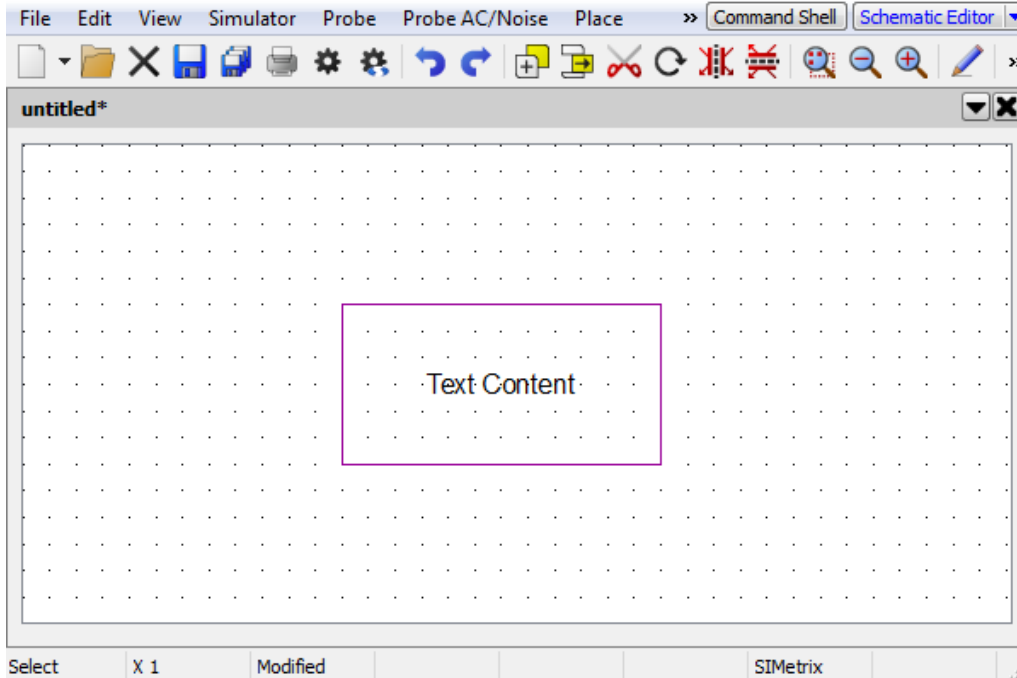 File Edit View Simulator Probe Probe AC/Noise Place » Command Shell Schematic Editor
untitled*
Text Content
Select X 1 Modified SIMetrix